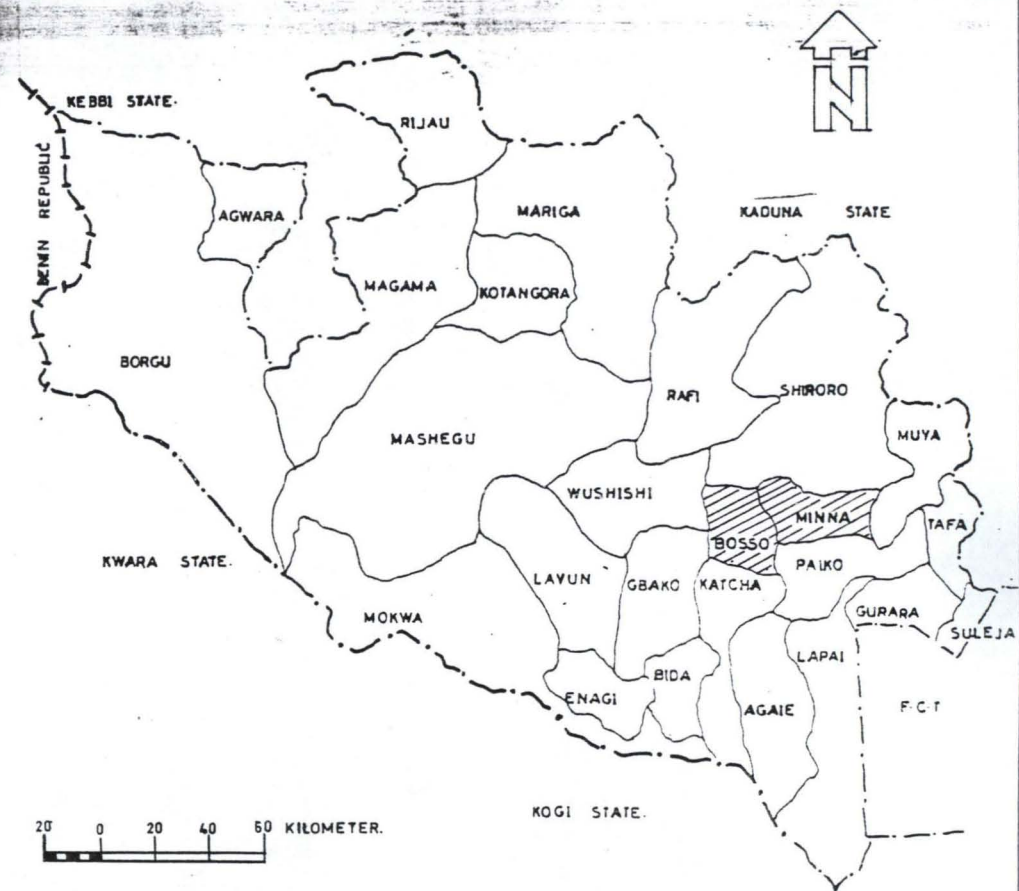 N
KEBBI STATE.
BENIN REPUBLIC
RIJAU
AGWARA
MARIGA
KADUNA STATE
MAGAMA
KOTANGORA
BORGU
RAFI
SHIRORO
MASHEGU
MUYA
WUSHISHI
MINNA
TAFA
BOSSO
KWARA STATE.
PAIKO
LAVUN
GBAKO
KATCHA
MOKWA
GURARA
SULEJA
LAPAI
BIDA
ENAGI
AGAIE
F·C·T
KOGI STATE.
20 0 20 40 60 KILOMETER.